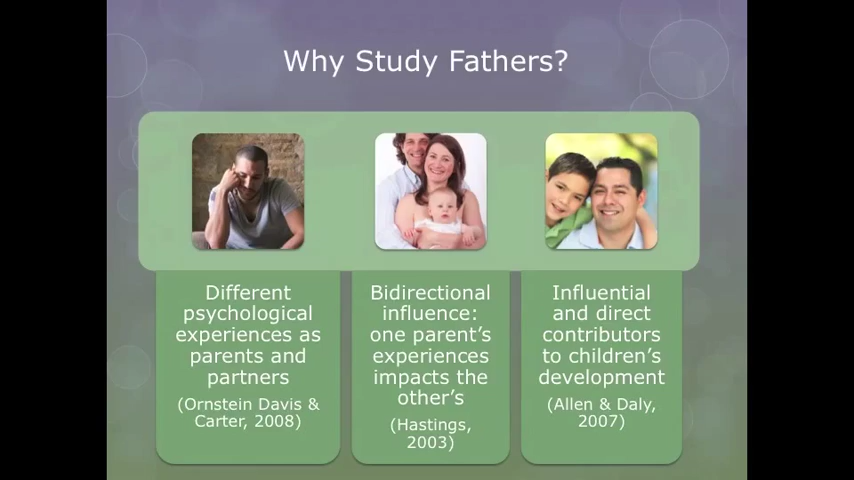 Why Study Fathers?
Different
psychological
experiences as
parents and
partners
(Ornstein Davis &
Carter, 2008)
Bidirectional
influence:
one parent’s
experiences
impacts the
other’s
(Hastings,
2003)
Influential
and direct
contributors
to children’s
development
(Allen & Daly,
2007)